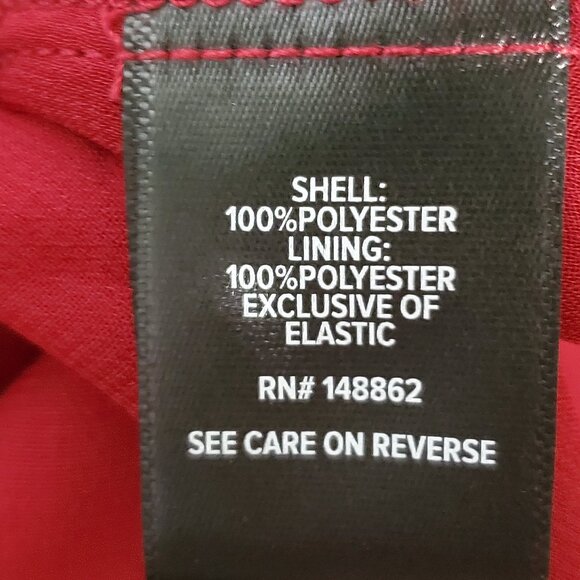 SHELL:
100%POLYESTER
LINING:
100%POLYESTER
EXCLUSIVE OF
ELASTIC
RN# 148862
SEE CARE ON REVERSE